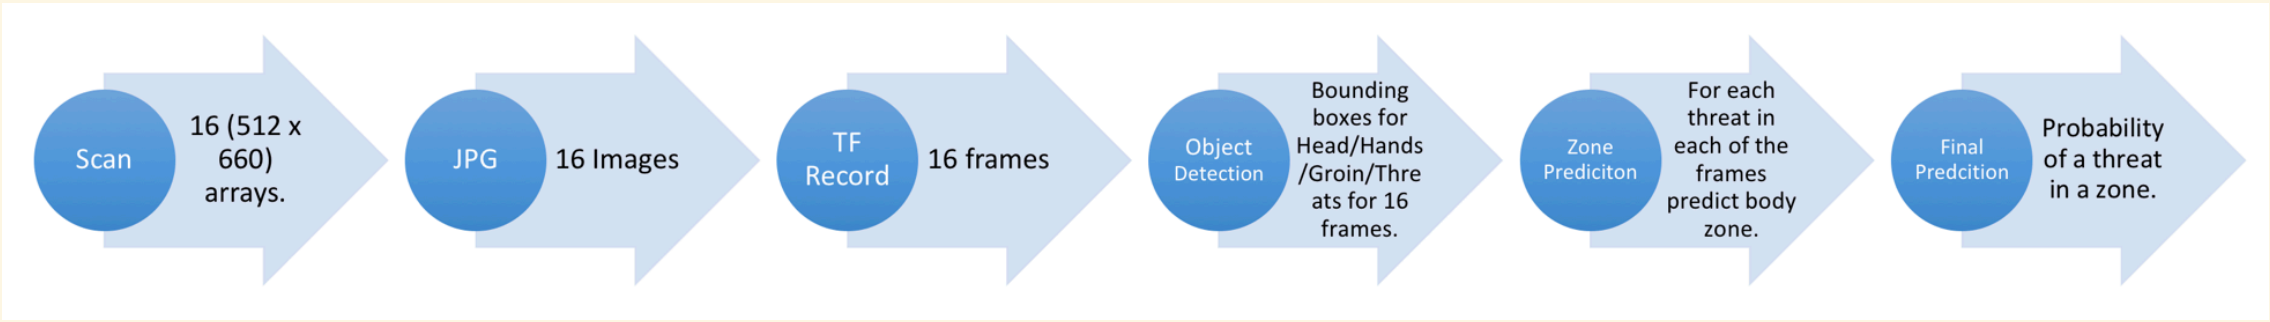 Scan
16 (512 x
660)
arrays.
JPG
16 Images
TF
Record
16 frames
Object
Detection
Bounding
boxes for
Head/Hands
/Groin/Thre
ats for 16
frames.
Zone
Prediciton
For each
threat in
each of the
frames
predict body
zone.
Final
Predcition
Probability
of a threat
in a zone.